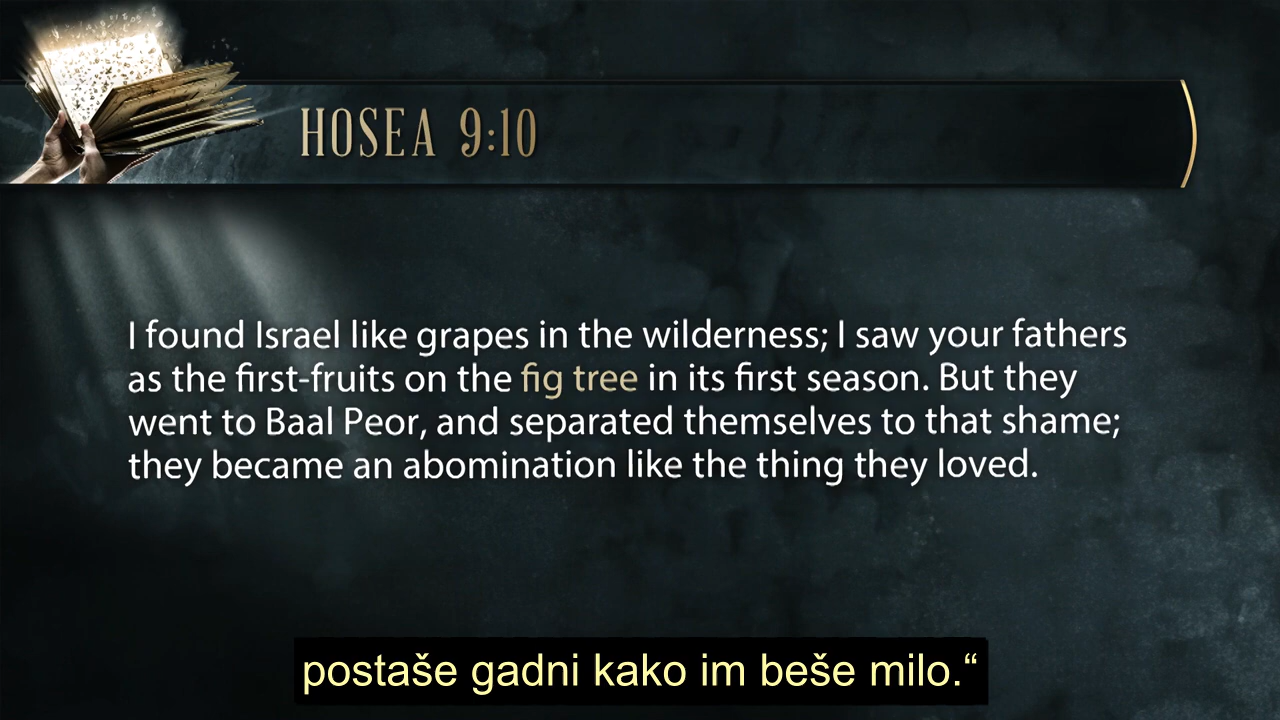 HOSEA 9:10
I found Israel like grapes in the wilderness; I saw your fathers
as the first-fruits on the fig tree in its first season. But they
went to Baal Peor, and separated themselves to that shame;
they became an abomination like the thing they loved.
postaše gadni kako im beše milo.“